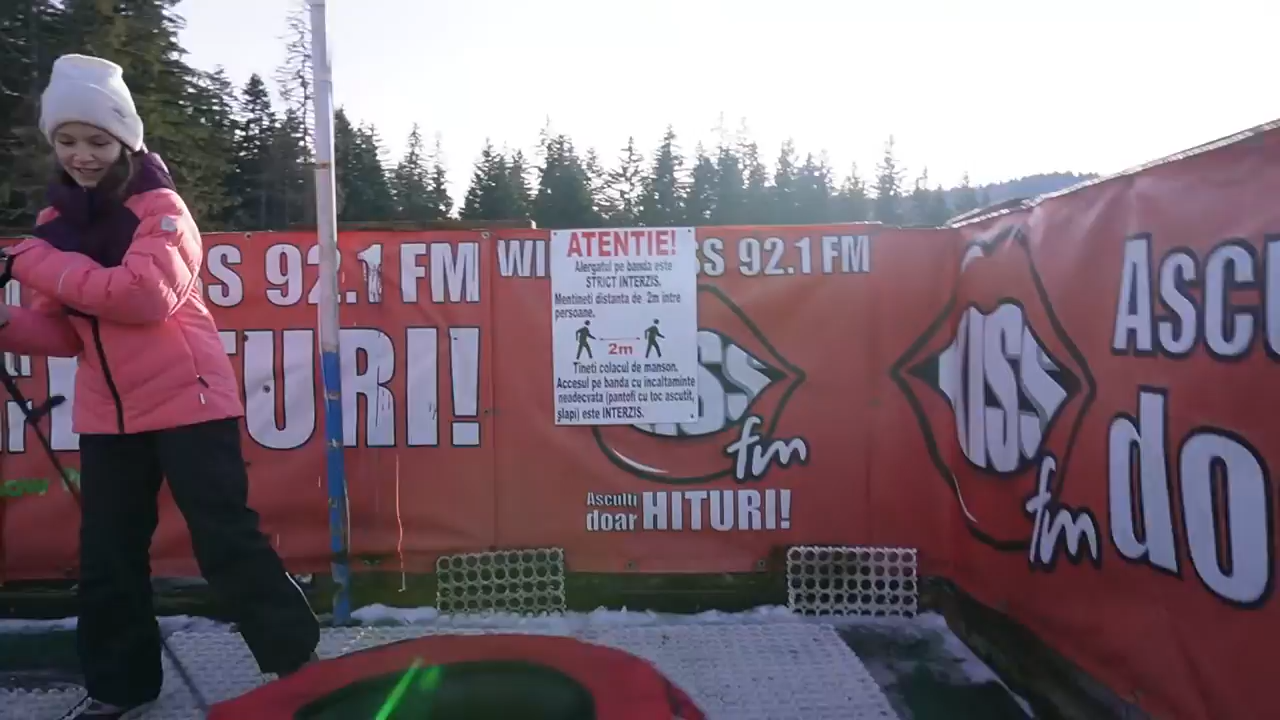 S 92.1 FM
TURI!
WI
SS 92.1 FM
ATENTIE!
Alergatul pe banda este
STRICT INTERZIS.
Mentineti distanta de 2m intre
persoane.
2m
Tineti colacul de manson.
Accesul pe banda cu incaltaminte
neadecvata (pantofi cu toc ascutit,
șlapi) este INTERZIS.
ISS
fm
Asculti
doar HITURI!
KISS
fm
Ascu
do